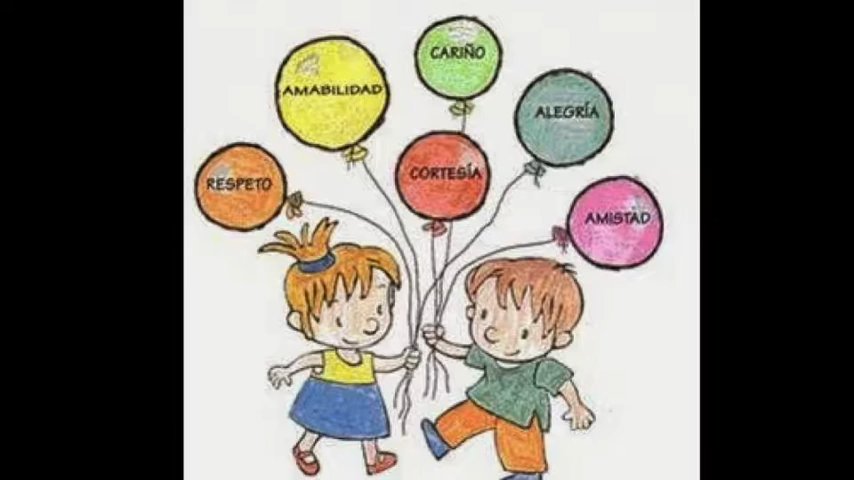 CARIÑO
AMABILIDAD
ALEGRÍA
CORTESÍA
RESPETO
AMISTAD